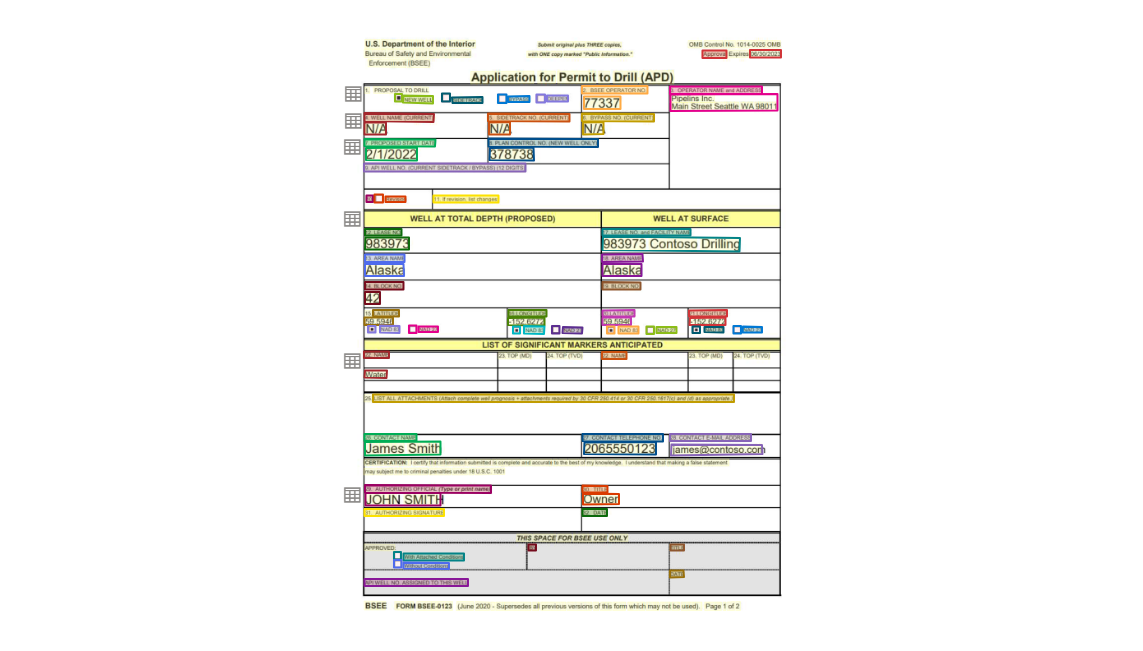 U.S. Department of the Interior
Bureau of Safety and Environmental
Enforcement (BSEE)
Submit original plus THREE copies,
with ONE copy marked "Public Information."
OMB Control No. 1014-0025 OMB
Approval Expires
Application for Permit to Drill (APD)
1. PROPOSAL TO DRILL
NEW WELL SIDETRACK BYPASS DEEPEN
2. BSEE OPERATOR NO.
77337
3. OPERATOR NAME and ADDRESS
Pipelins Inc.
Main Street Seattle WA 98011
4. WELL NAME (CURRENT)
N/A
5. SIDETRACK NO. (CURRENT)
N/A
6. BYPASS NO. (CURRENT)
N/A
7. PROPOSED START DATE
2/1/2022
8. PLAN CONTROL NO. (NEW WELL ONLY)
378738
9. API WELL NO. (CURRENT SIDETRACK / BYPASS) (12 DIGITS)
Revision
11. If revision, list changes:
WELL AT TOTAL DEPTH (PROPOSED)
WELL AT SURFACE
12. LEASE NO.
983973
17. LEASE NO. and FACILITY NAME
983973 Contoso Drilling
13. AREA NAME
Alaska
18. AREA NAME
Alaska
14. BLOCK NO.
42
19. BLOCK NO.
15. LATITUDE
59.5948
NAD 83 NAD 27
16. LONGITUDE
-152.6273
NAD 83 NAD 27
20. LATITUDE
59.5948
NAD 83 NAD 27
21. LONGITUDE
-152.6273
NAD 83 NAD 27
LIST OF SIGNIFICANT MARKERS ANTICIPATED
22. NAME 23. TOP (MD) 24. TOP (TVD) 22. NAME 23. TOP (MD) 24. TOP (TVD)
Water
25. LIST ALL ATTACHMENTS (Attach complete well prognosis + attachments required by 30 CFR 250.414 or 30 CFR 250.1617(c) and (d) as appropriate.)
26. CONTACT NAME
James Smith
27. CONTACT TELEPHONE NO.
2065550123
28. CONTACT E-MAIL ADDRESS
james@contoso.com
CERTIFICATION: I certify that information submitted is complete and accurate to the best of my knowledge. I understand that making a false statement
may subject me to criminal penalties under 18 U.S.C. 1001
29. AUTHORIZING OFFICIAL (Type or print name)
JOHN SMITH
30. TITLE
Owner
31. AUTHORIZING SIGNATURE
32. DATE
THIS SPACE FOR BSEE USE ONLY
APPROVED:
With Attached Conditions
Without Conditions
BY
TITLE
API WELL NO. ASSIGNED TO THIS WELL
DATE
BSEE FORM BSEE-0123 (June 2020 - Supersedes all previous versions of this form which may not be used). Page 1 of 2